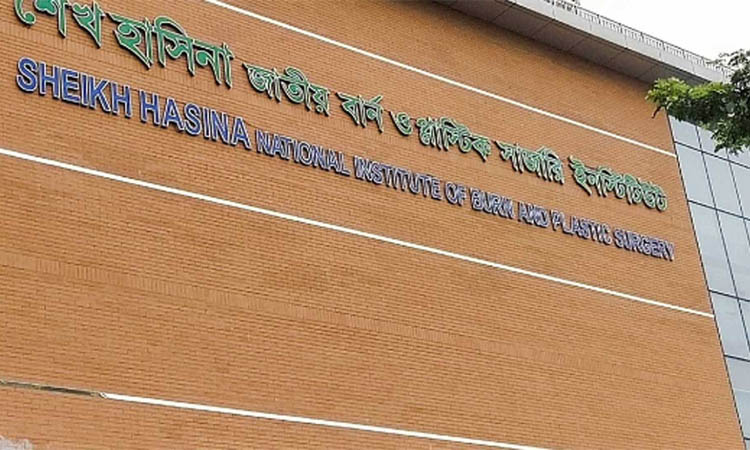 শেখ হাসিনা জাতীয় বার্ন ও প্লাস্টিক সার্জারি ইনস্টিটিউট
SHEIKH HASINA NATIONAL INSTITUTE OF BURN AND PLASTIC SURGERY